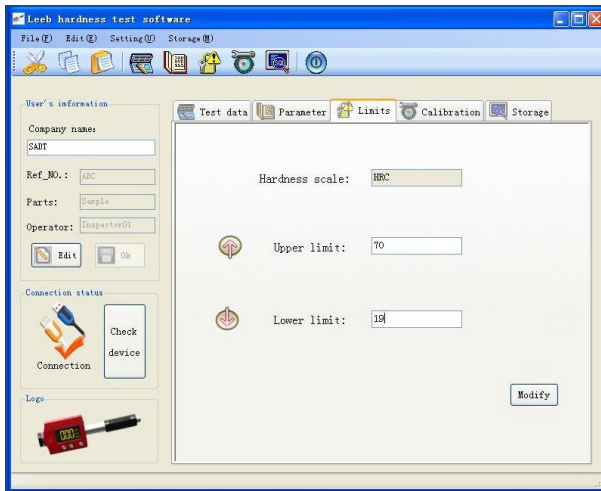 Leeb hardness test software
File(F) Edit(E) Setting(U) Storage(M)
User's information
Company name:
SADT
Ref_NO.: ABC
Parts: Sample
Operator: Inspector01
Edit Ok
Connection status
Connection
Check
device
Logo
Test data Parameter Limits Calibration Storage
Hardness scale: HRC
Upper limit: 70
Lower limit: 19
Modify